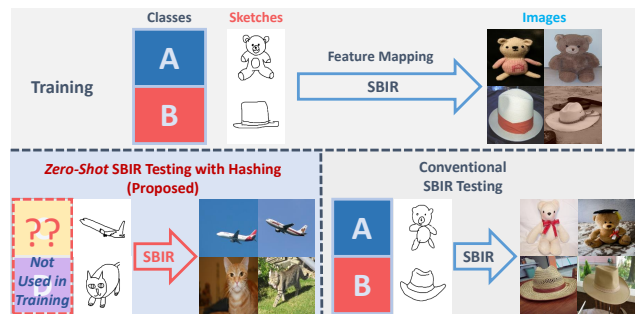 Classes
Sketches
Images
Training
A
B
Feature Mapping
SBIR
Zero-Shot SBIR Testing with Hashing
(Proposed)
??
D
Not
Used in
Training
SBIR
Conventional
SBIR Testing
A
B
SBIR